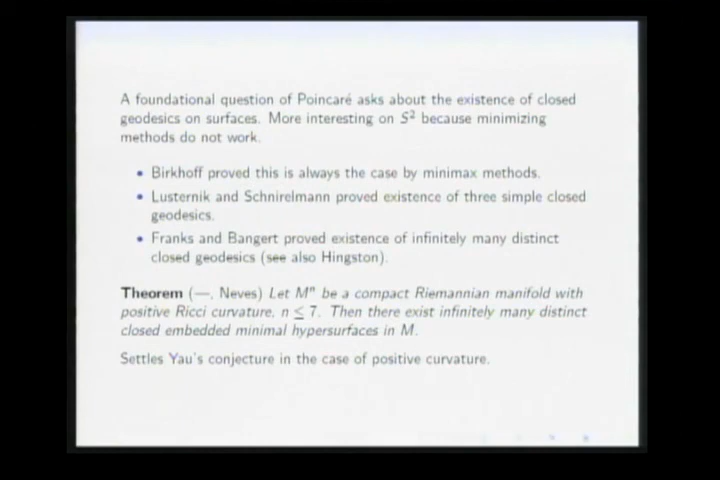 A foundational question of Poincaré asks about the existence of closed
geodesics on surfaces. More interesting on S² because minimizing
methods do not work.
• Birkhoff proved this is always the case by minimax methods.
• Lusternik and Schnirelmann proved existence of three simple closed
geodesics.
• Franks and Bangert proved existence of infinitely many distinct
closed geodesics (see also Hingston).
Theorem (—, Neves) Let Mⁿ be a compact Riemannian manifold with
positive Ricci curvature, n ≤ 7. Then there exist infinitely many distinct
closed embedded minimal hypersurfaces in M.
Settles Yau's conjecture in the case of positive curvature.